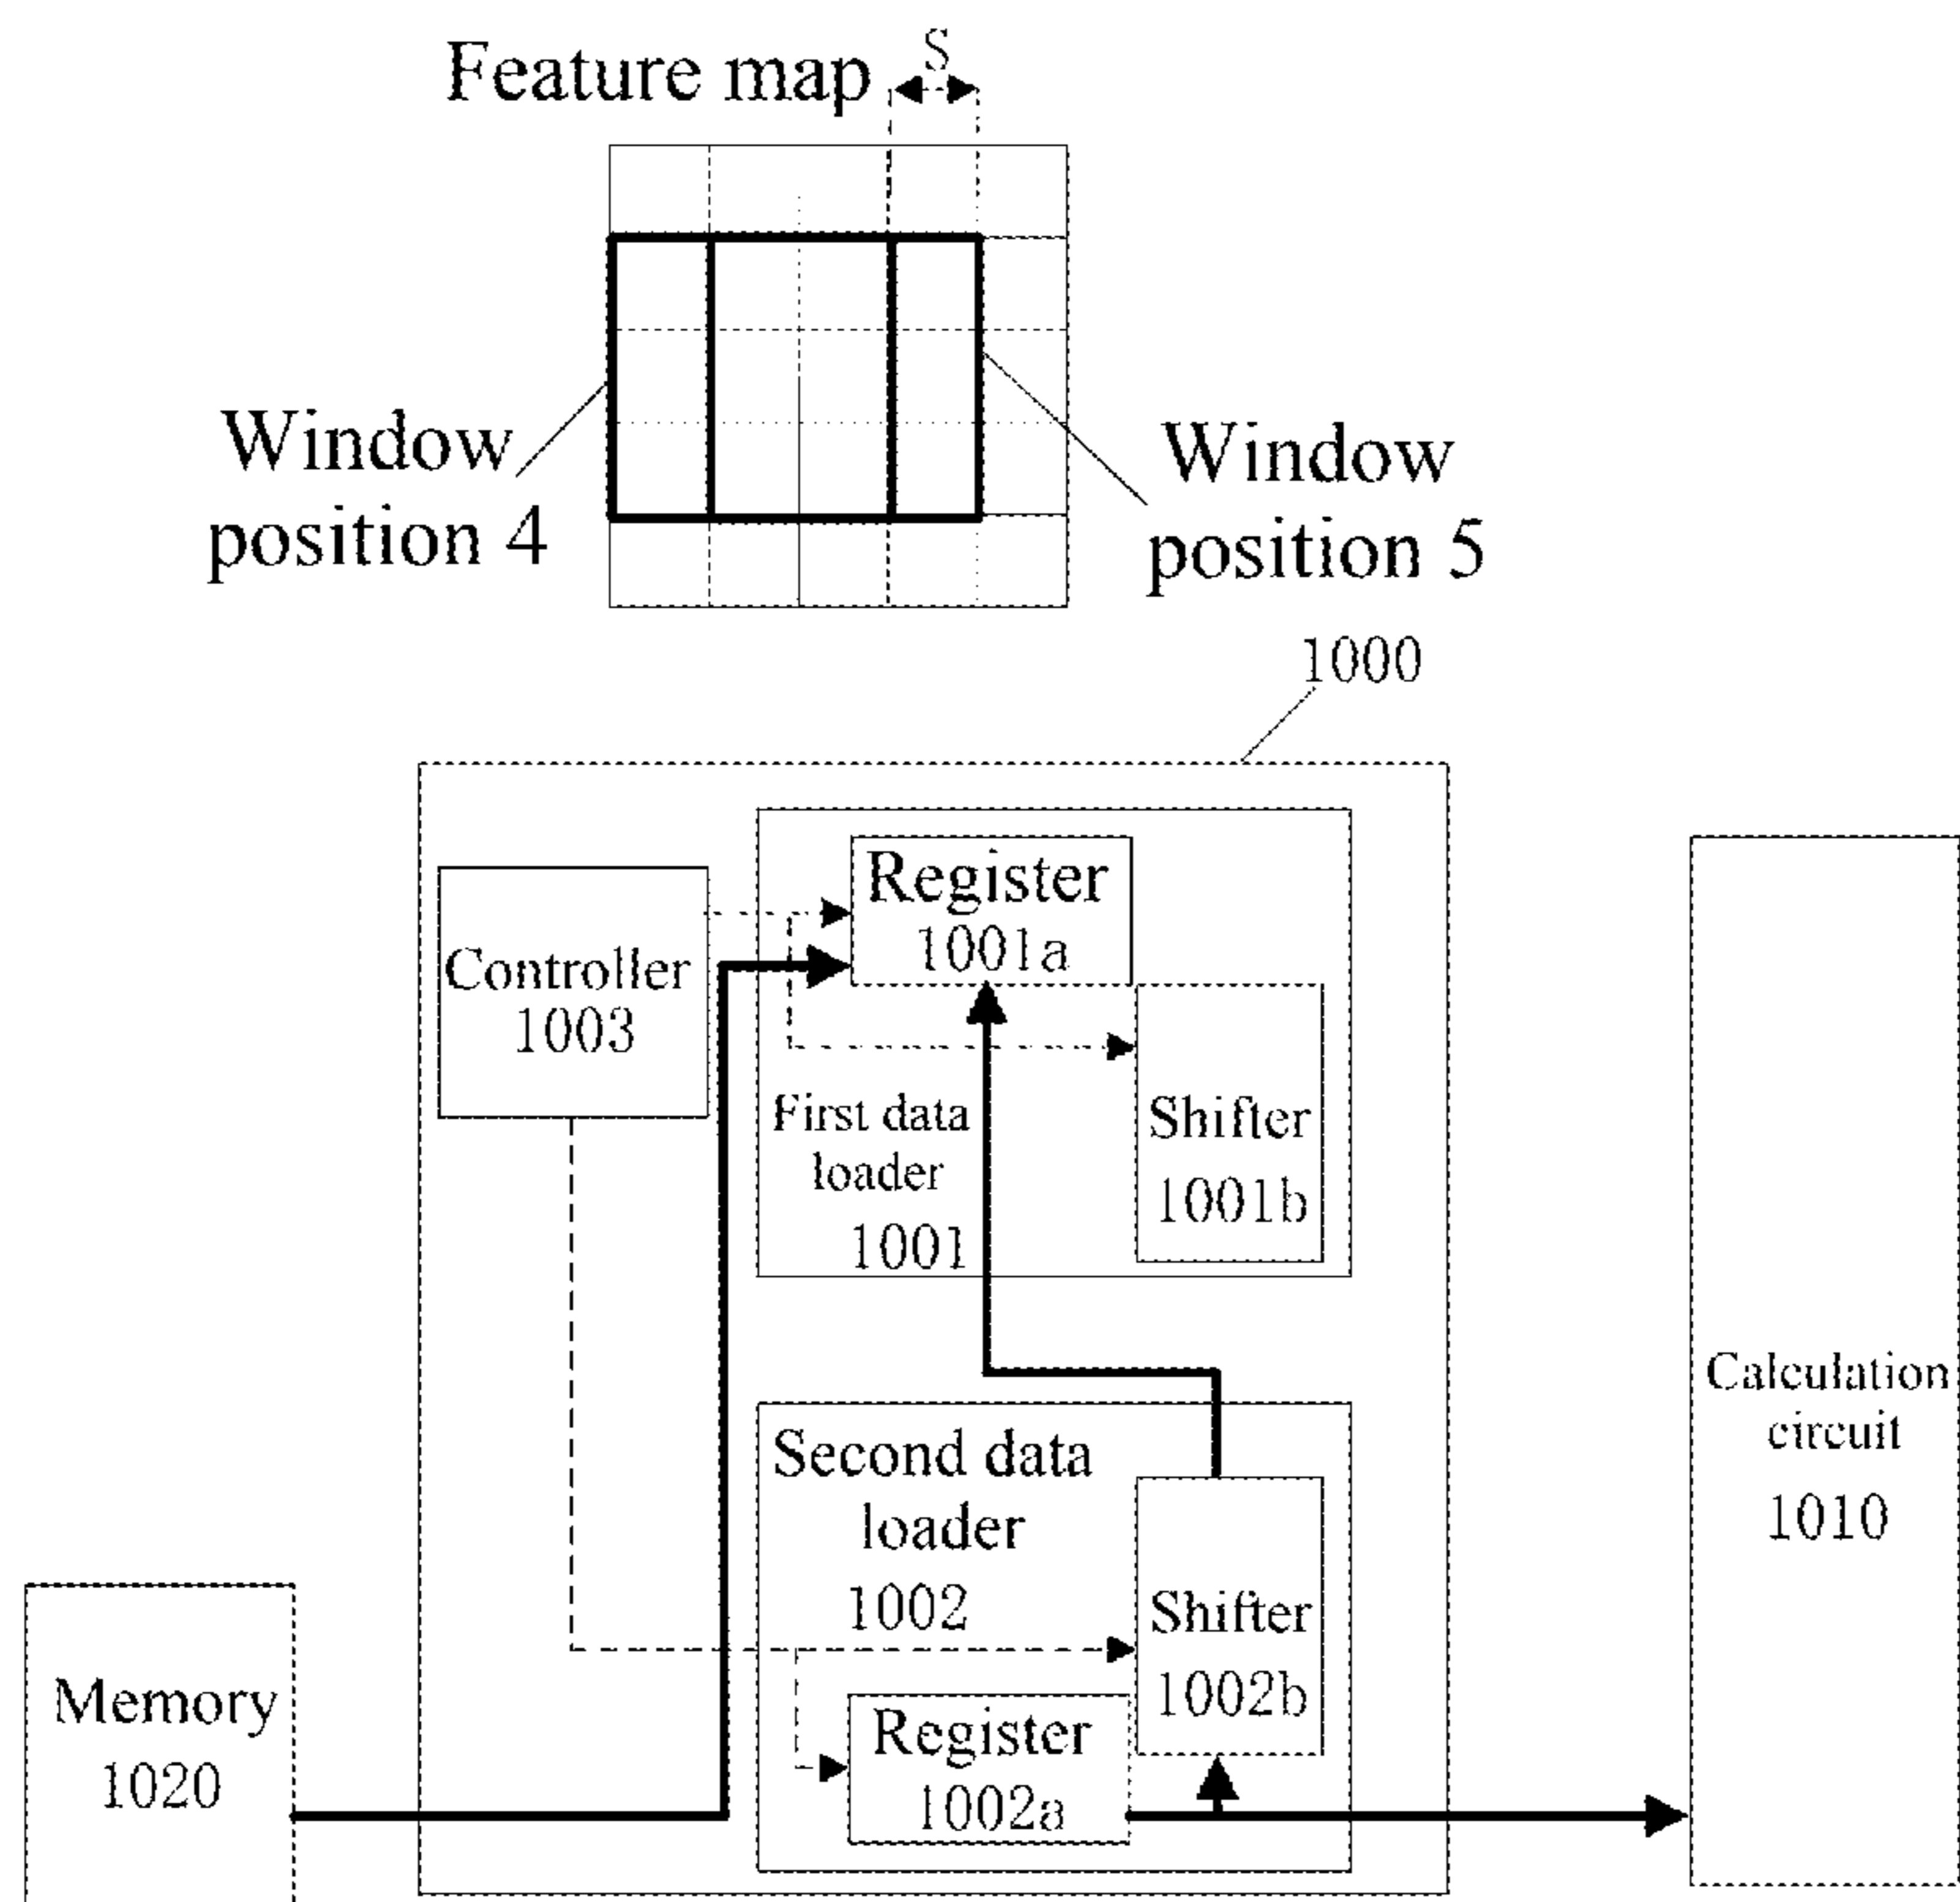 Feature map
S
Window
position 4
Window
position 5
1000
Register
1001a
Controller
1003
First data
loader
1001
Shifter
1001b
Second data
loader
1002
Shifter
1002b
Register
1002a
Memory
1020
Calculation
circuit
1010